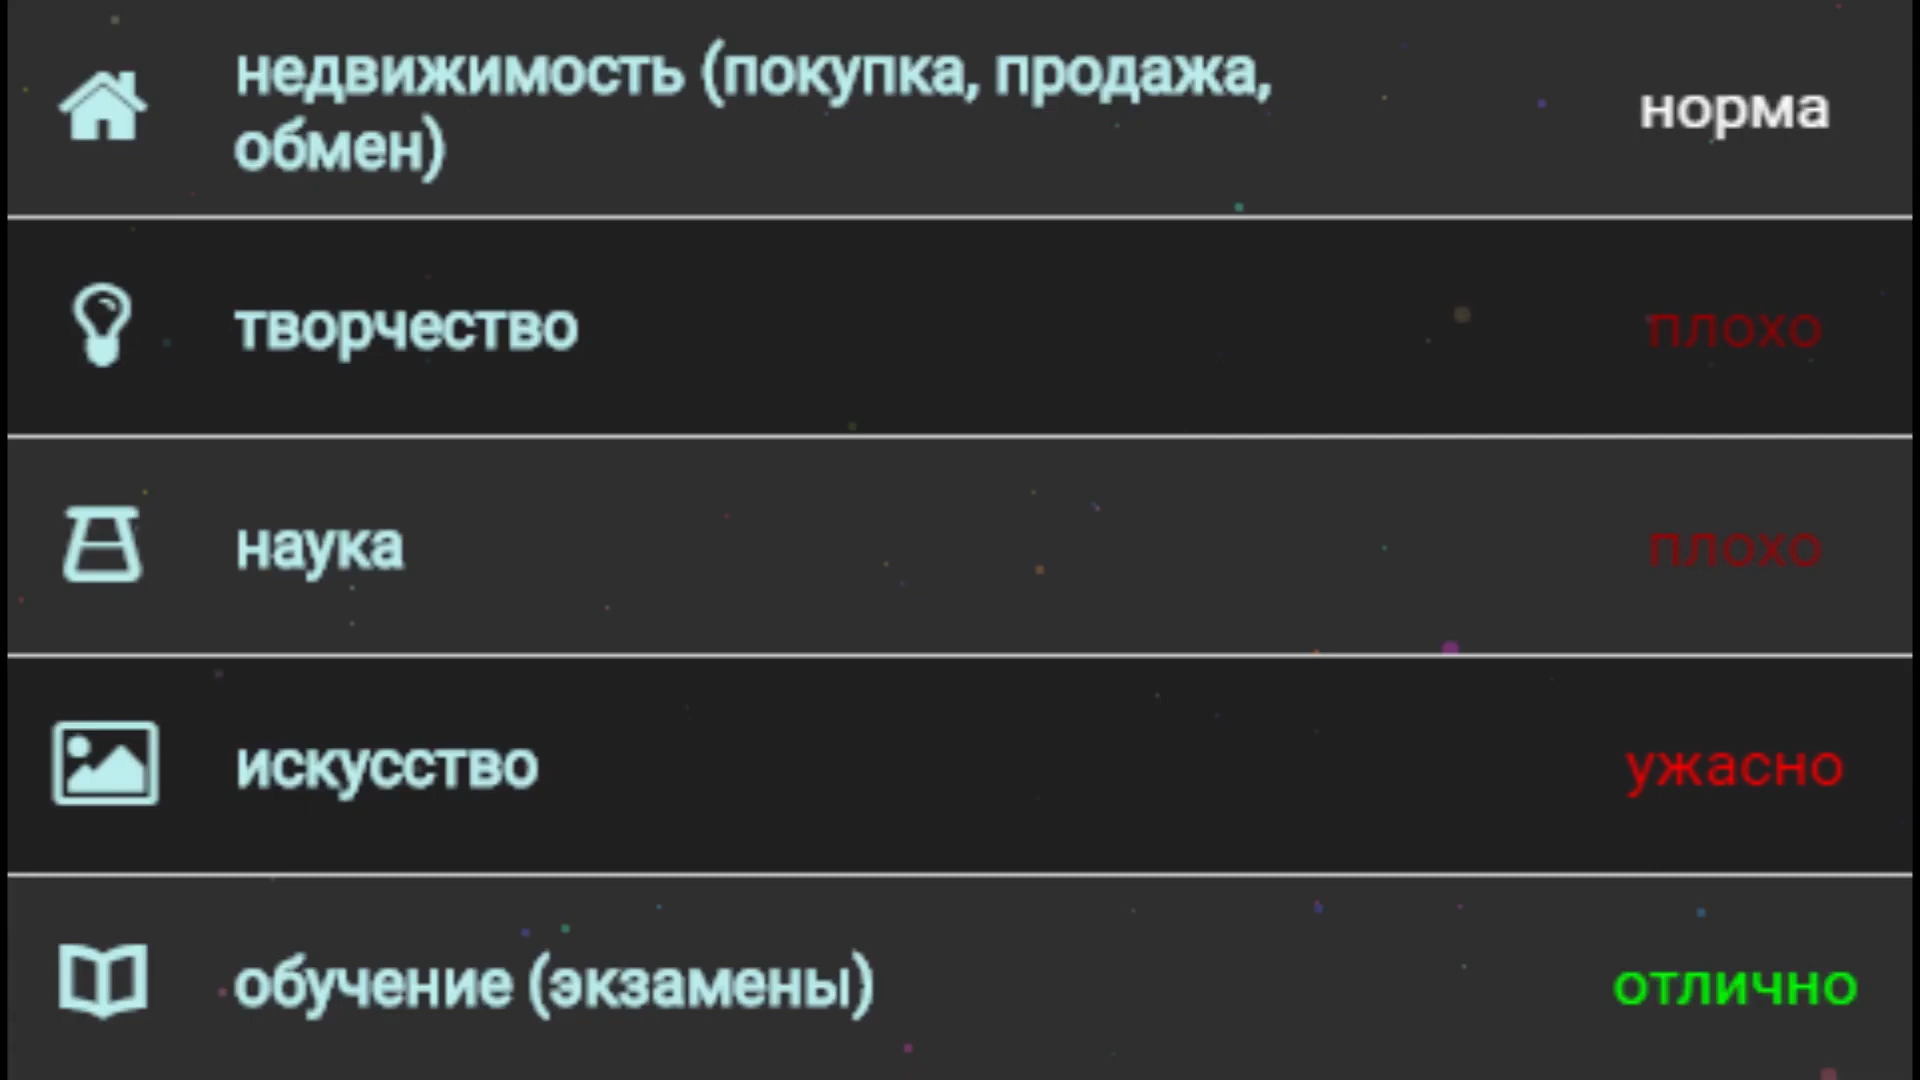 недвижимость (покупка, продажа,
обмен)
норма
творчество
плохо
наука
плохо
искусство
ужасно
обучение (экзамены)
отлично